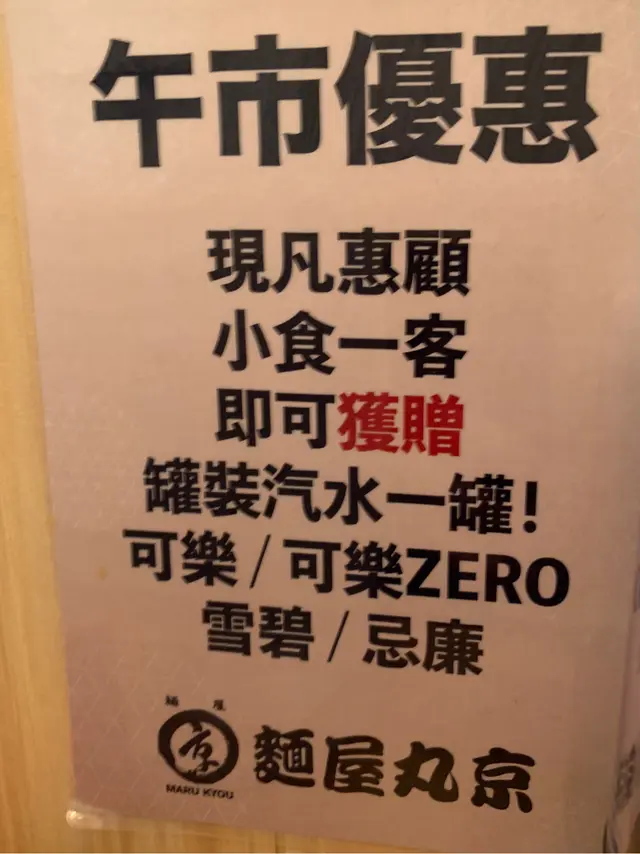 午市優惠
現凡惠顧
小食一客
即可獲贈
罐裝汽水一罐!
可樂/可樂ZERO
雪碧/忌廉
麺屋
京
MARU KYOU
麵屋丸京